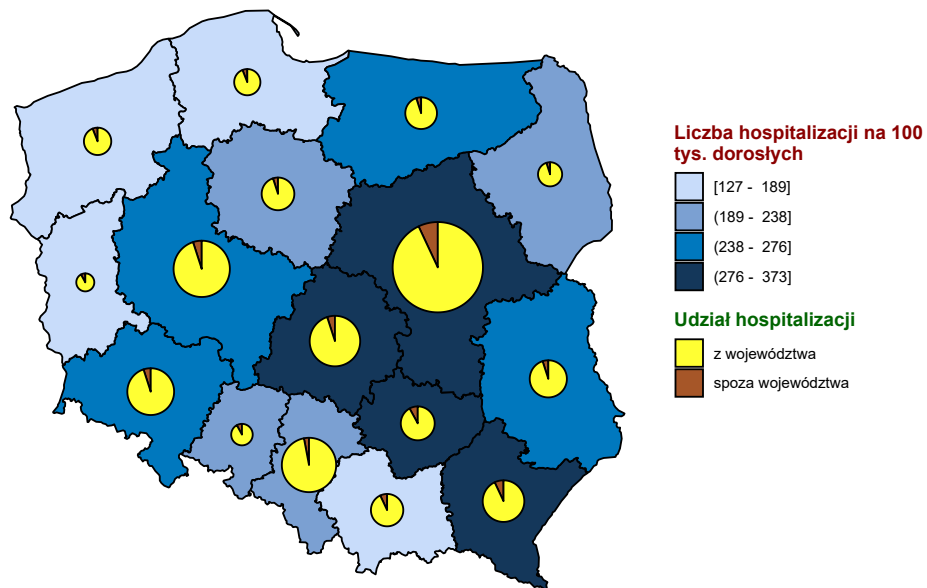 Liczba hospitalizacji na 100
tys. dorosłych
[127 - 189]
(189 - 238]
(238 - 276]
(276 - 373]
Udział hospitalizacji
z województwa
spoza województwa